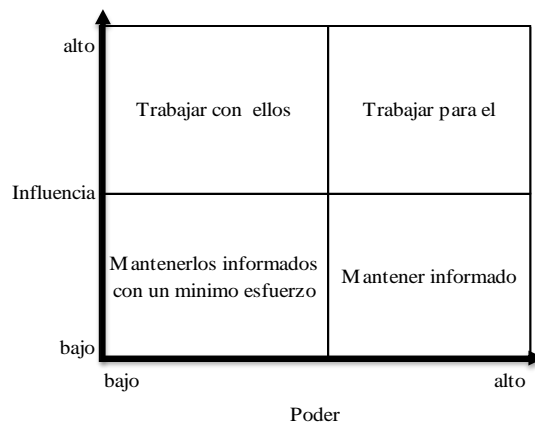 alto
Trabajar con ellos
Trabajar para el
Influencia
Mantenerlos informados
con un minimo esfuerzo
Mantener informado
bajo
bajo
alto
Poder